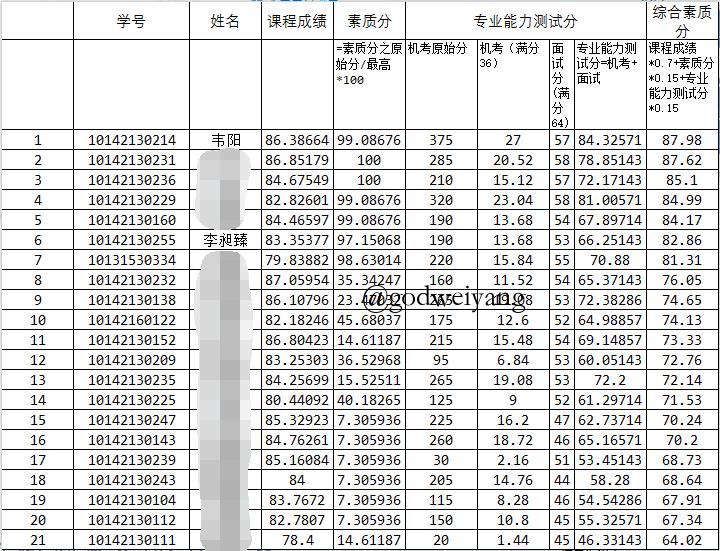 学号 姓名 课程成绩 素质分 专业能力测试分 综合素质分
=素质分之原始分/最高*100 机考原始分 机考（满分36） 面试分(满分64) 专业能力测试分=机考+面试 课程成绩*0.7+素质分*0.15+专业能力测试分*0.15
1 10142130214 韦阳 86.38664 99.08676 375 27 57 84.32571 87.98
2 10142130231 86.85179 100 285 20.52 58 78.85143 87.62
3 10142130236 84.67549 100 210 15.12 57 72.17143 85.1
4 10142130229 82.82601 99.08676 320 23.04 58 81.00571 84.99
5 10142130160 84.46597 99.08676 190 13.68 54 67.89714 84.17
6 10142130255 李昶臻 83.35377 97.15068 190 13.68 53 66.25143 82.86
7 10131530334 79.83882 98.63014 220 15.84 55 70.88 81.31
8 10142130232 87.05954 35.34247 160 11.52 54 65.37143 76.05
@godweiyang
9 10142130138 86.10796 53 72.38286 74.65
10 10142160122 82.18246 45.68037 175 12.6 52 64.98857 74.13
11 10142130152 86.80423 14.61187 215 15.48 54 69.14857 73.33
12 10142130209 83.25303 36.52968 95 6.84 53 60.05143 72.76
13 10142130235 84.25699 15.52511 265 19.08 53 72.2 72.14
14 10142130225 80.44092 40.18265 125 9 52 61.29714 71.53
15 10142130247 85.32923 7.305936 225 16.2 47 62.73714 70.24
16 10142130143 84.76261 7.305936 260 18.72 46 65.16571 70.2
17 10142130239 85.16084 7.305936 30 2.16 51 53.45143 68.73
18 10142130243 84 7.305936 205 14.76 44 58.28 68.64
19 10142130104 83.7672 7.305936 115 8.28 46 54.54286 67.91
20 10142130112 82.7807 7.305936 150 10.8 45 55.32571 67.34
21 10142130111 78.4 14.61187 20 1.44 45 46.33143 64.02